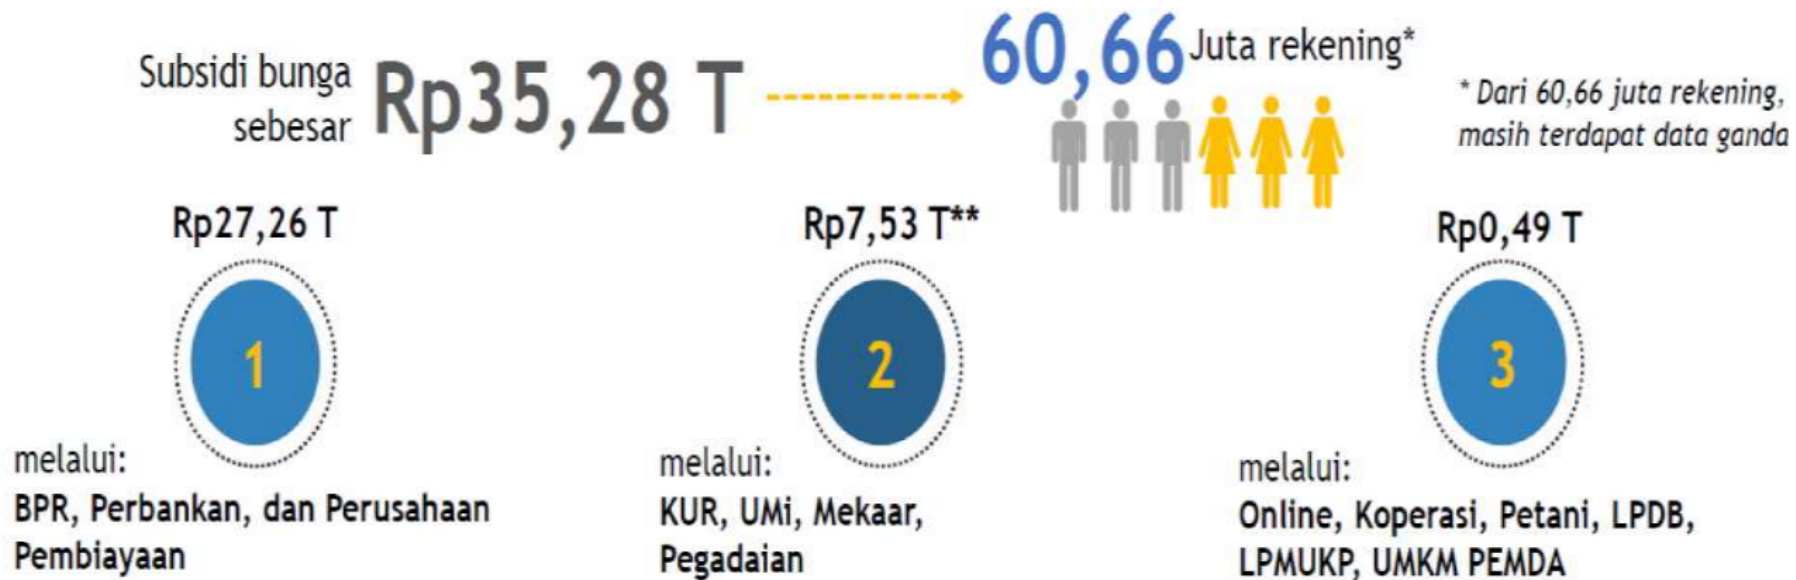 Subsidi bunga
sebesar
Rp35,28 T
60,66 Juta rekening*
* Dari 60,66 juta rekening,
masih terdapat data ganda
Rp27,26 T
1
melalui:
BPR, Perbankan, dan Perusahaan
Pembiayaan
Rp7,53 T**
2
melalui:
KUR, UMi, Mekaar,
Pegadaian
Rp0,49 T
3
melalui:
Online, Koperasi, Petani, LPDB,
LPMUKP, UMKM PEMDA